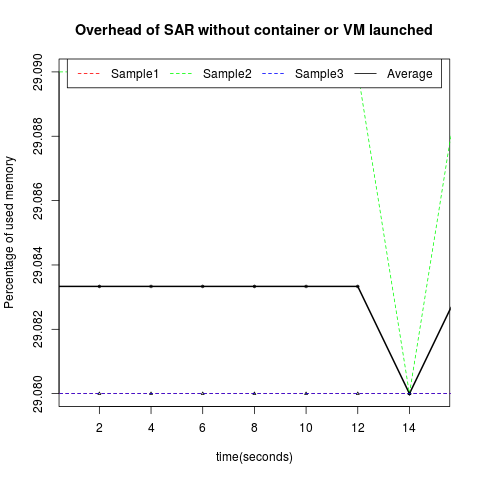 Overhead of SAR without container or VM launched
Sample1 Sample2 Sample3 Average
29.090
29.088
29.086
29.084
29.082
29.080
Percentage of used memory
2 4 6 8 10 12 14
time(seconds)